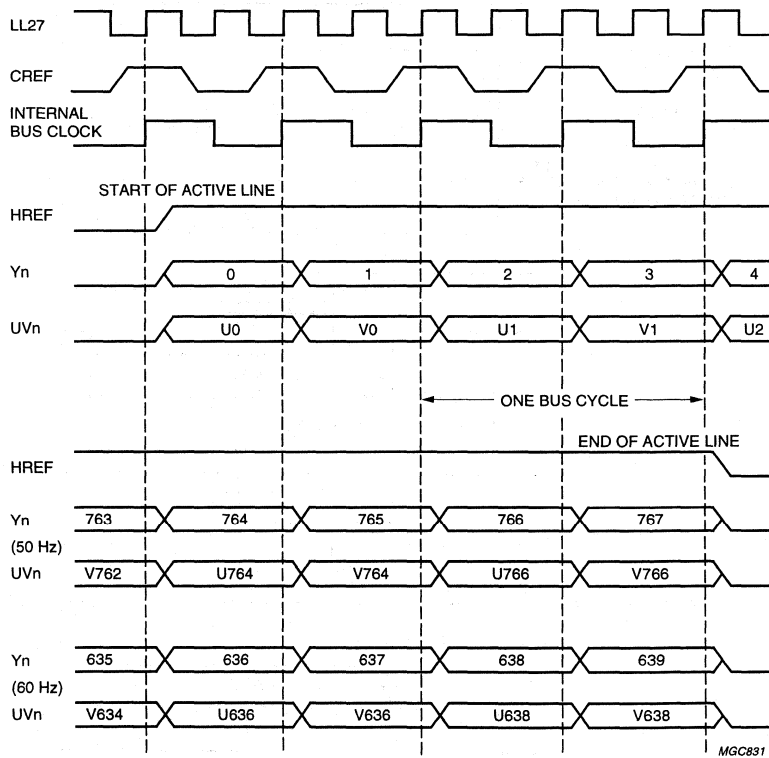 LL27
CREF
INTERNAL
BUS CLOCK
START OF ACTIVE LINE
HREF
Yn 0 1 2 3 4
UVn U0 V0 U1 V1 U2
ONE BUS CYCLE
END OF ACTIVE LINE
HREF
Yn 763 764 765 766 767
(50 Hz)
UVn V762 U764 V764 U766 V766
Yn 635 636 637 638 639
(60 Hz)
UVn V634 U636 V636 U638 V638
MGC831